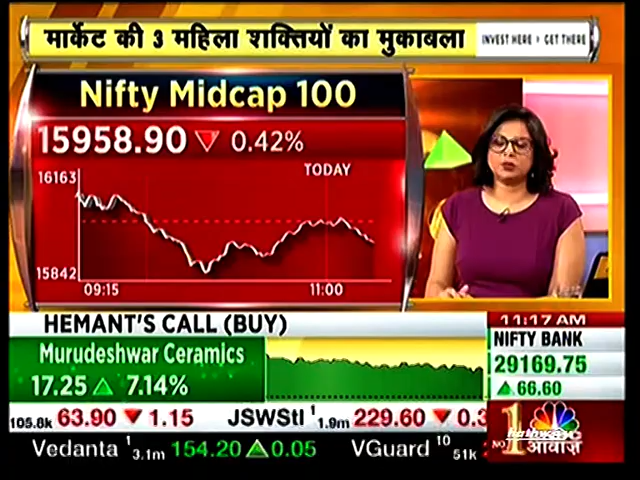 मार्केट की 3 महिला शक्तियों का मुकाबला
INVEST HERE > GET THERE
Nifty Midcap 100
15958.90 ▼ 0.42%
TODAY
16163
15842
09:15 11:00
HEMANT'S CALL (BUY)
Murudeshwar Ceramics
17.25 ▲ 7.14%
11:17 AM
NIFTY BANK
29169.75
▲ 66.60
105.8k 63.90 ▼ 1.15 JSWStl 1 1.9m 229.60 ▼ 0.3
Vedanta 1 3.1m 154.20 ▲ 0.05 VGuard 10 51k
NO 1
आवाज़